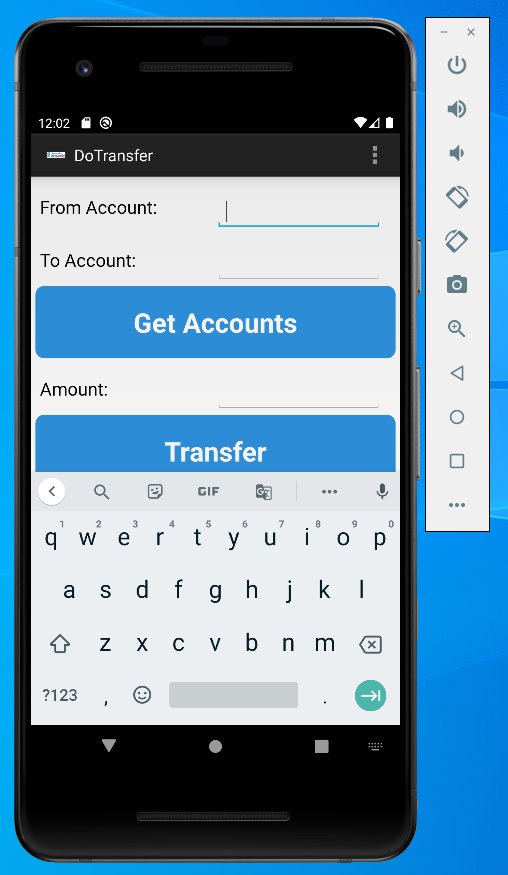 12:02
DoTransfer
From Account:
To Account:
Get Accounts
Amount:
Transfer
GIF
1 2 3 4 5 6 7 8 9 0
q w e r t y u i o p
a s d f g h j k l
z x c v b n m
?123 , .